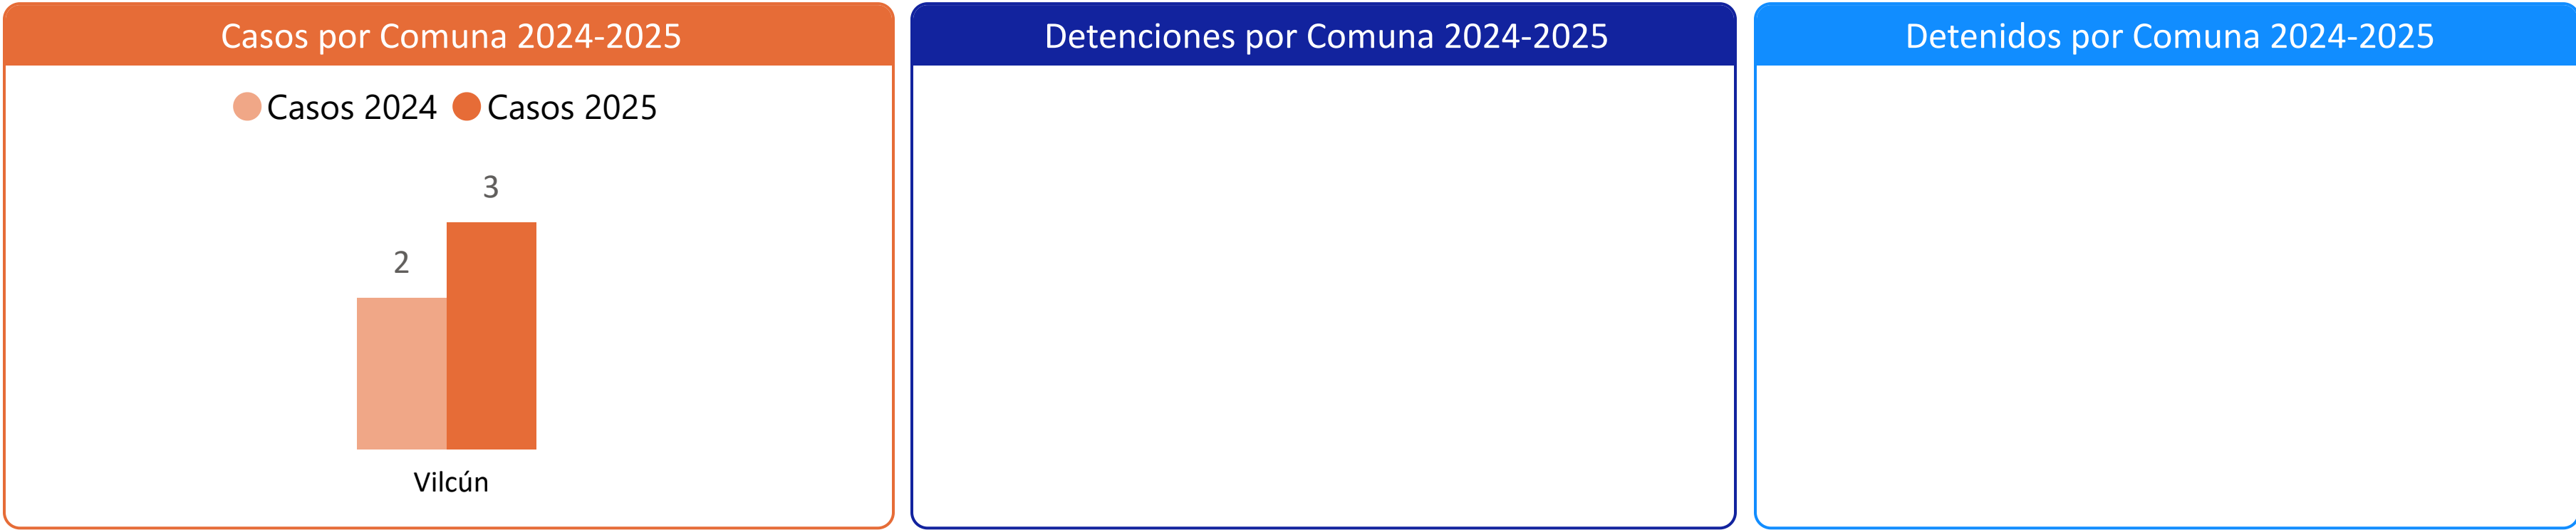 Casos por Comuna 2024-2025
Casos 2024 Casos 2025
3
2
Vilcún
Detenciones por Comuna 2024-2025
Detenidos por Comuna 2024-2025